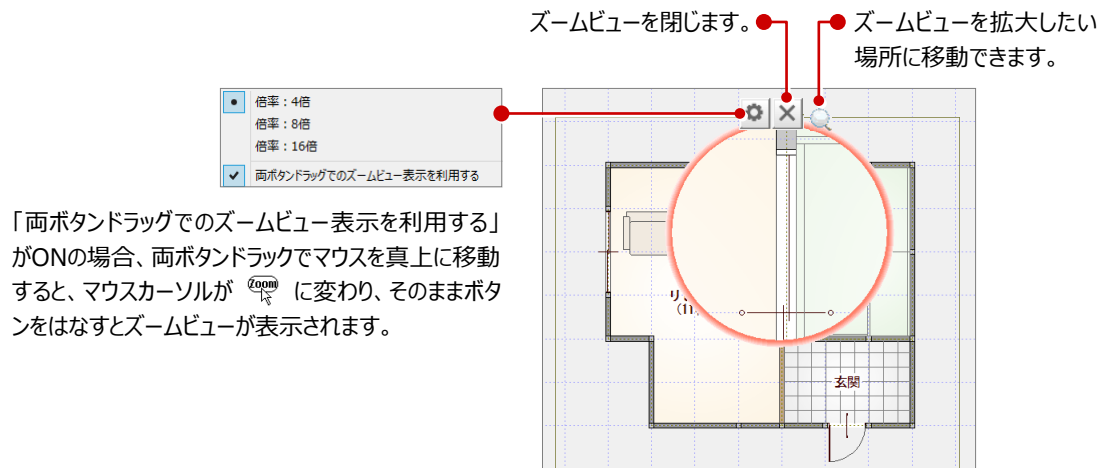 ズームビューを閉じます。
ズームビューを拡大したい
場所に移動できます。
倍率：4倍
倍率：8倍
倍率：16倍
両ボタンドラッグでのズームビュー表示を利用する
「両ボタンドラッグでのズームビュー表示を利用する」
がONの場合、両ボタンドラックでマウスを真上に移動
すると、マウスカーソルが Zoom に変わり、そのままボタ
ンをはなすとズームビューが表示されます。
リ
(11
玄関